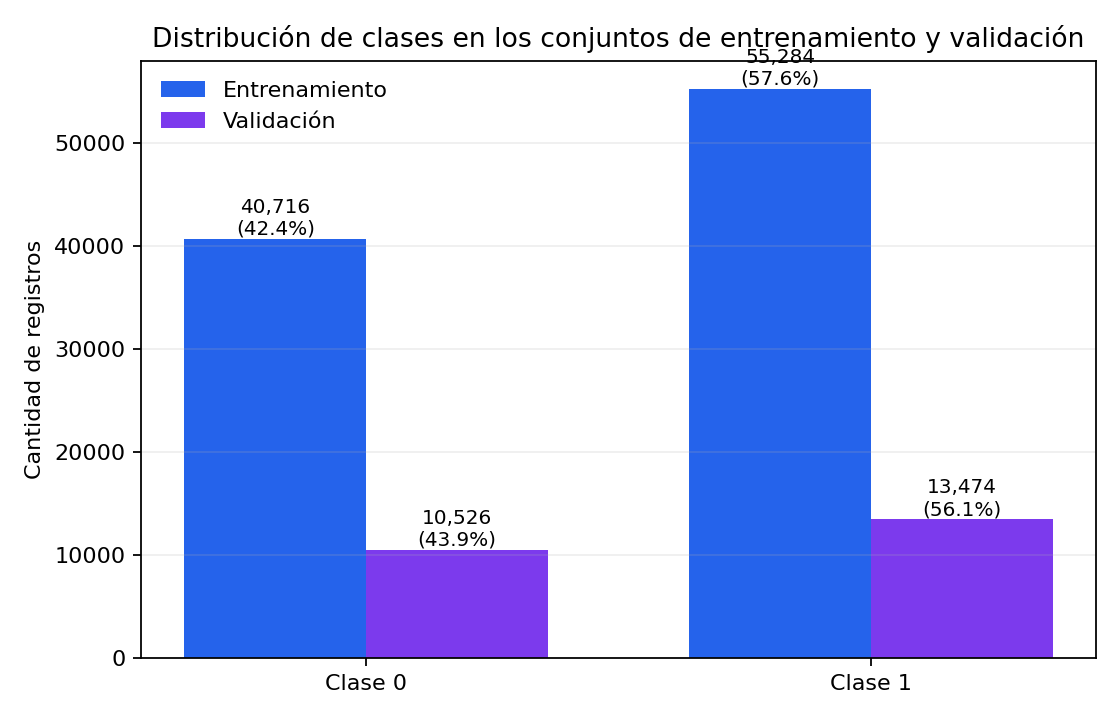 Distribución de clases en los conjuntos de entrenamiento y validación
Entrenamiento
Validación
55,284
(57.6%)
40,716
(42.4%)
10,526
(43.9%)
13,474
(56.1%)
Cantidad de registros
50000
40000
30000
20000
10000
0
Clase 0
Clase 1